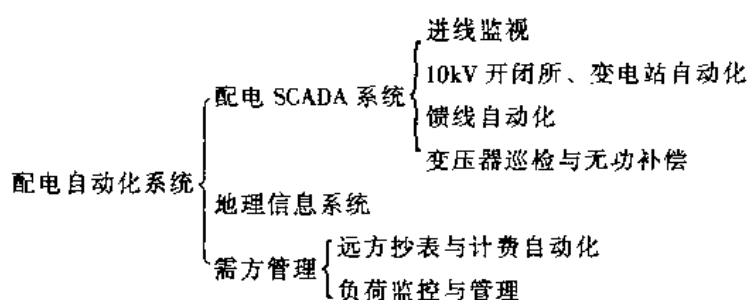 进线监视
10kV 开闭所、变电站自动化
配电 SCADA 系统
馈线自动化
变压器巡检与无功补偿
配电自动化系统
地理信息系统
远方抄表与计费自动化
需方管理
负荷监控与管理